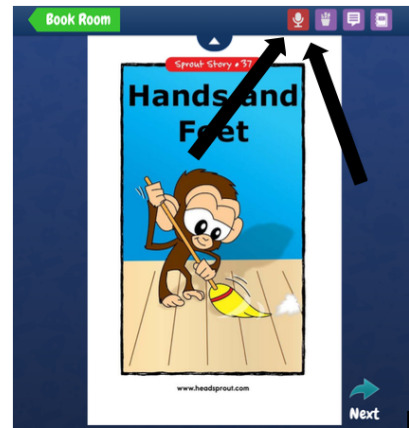 Book Room
Sprout Story • 37
Hands and
Feet
www.headsprout.com
Next